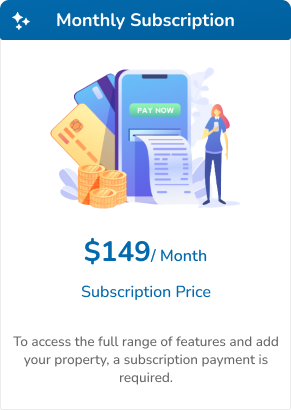 Monthly Subscription
PAY NOW
$149/ Month
Subscription Price
To access the full range of features and add
your property, a subscription payment is
required.